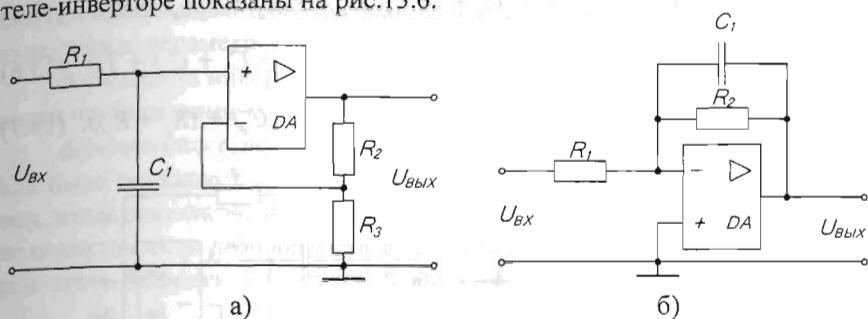 теле-инверторе показаны на рис.13.6.
R₁
+
DA
−
C₁
R₂
R₃
Uвх
Uвых
а)
C₁
R₂
R₁
−
+
DA
Uвх
Uвых
б)